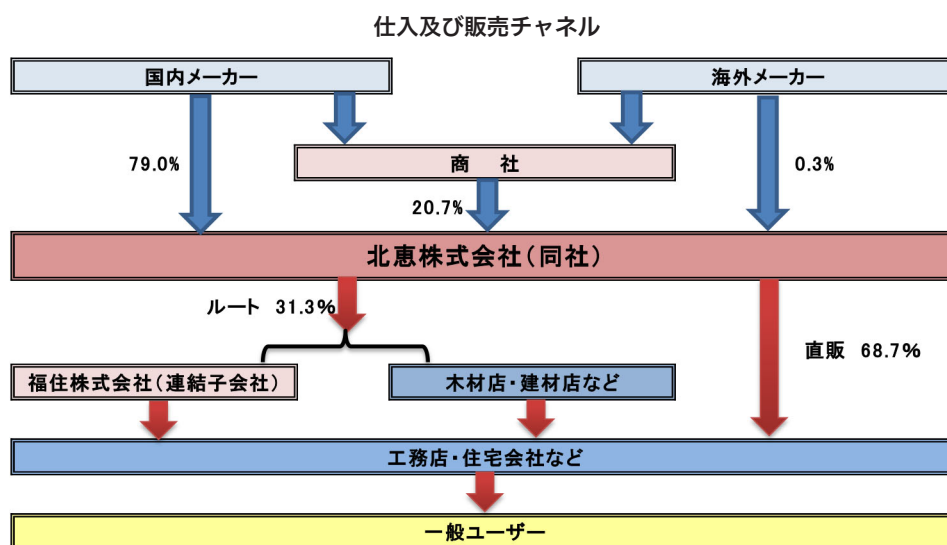 仕入及び販売チャネル
国内メーカー
海外メーカー
79.0%
商 社
0.3%
20.7%
北恵株式会社(同社)
ルート 31.3%
直販 68.7%
福住株式会社(連結子会社)
木材店・建材店など
工務店・住宅会社など
一般ユーザー